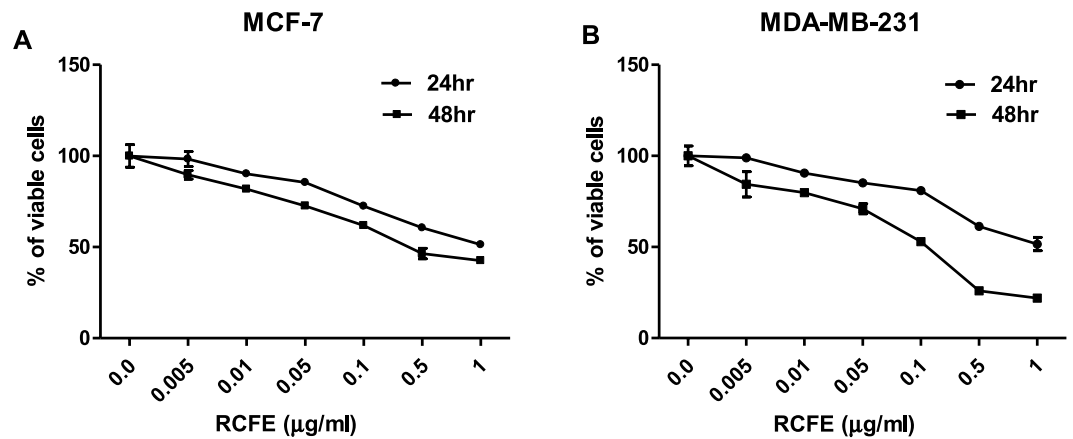 A
MCF-7
150
100
50
0
% of viable cells
24hr
48hr
0.0
0.005
0.01
0.05
0.1
0.5
1
RCFE (μg/ml)
B
MDA-MB-231
150
100
50
0
% of viable cells
24hr
48hr
0.0
0.005
0.01
0.05
0.1
0.5
1
RCFE (μg/ml)